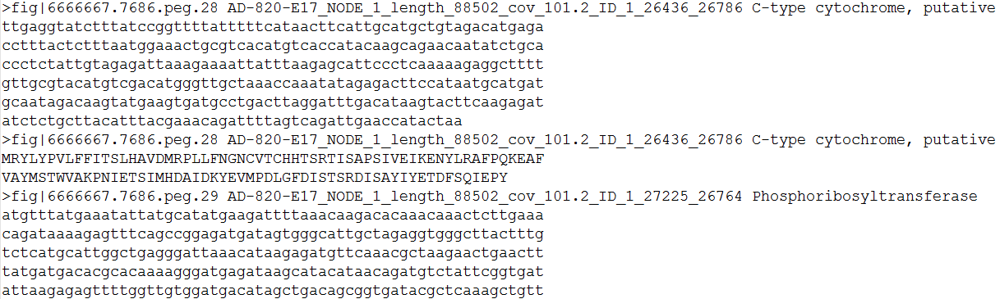 >fig|6666667.7686.peg.28 AD-820-E17_NODE_1_length_88502_cov_101.2_ID_1_26436_26786 C-type cytochrome, putative
ttgaggtatctttatccggttttatttttcataacttcattgcatgctgtagacatgaga
cctttactctttaatggaaactgcgtcacatgtcaccatacaagcagaacaatatctgca
ccctctattgtagagattaaagaaaattatttaagagcattccctcaaaaagaggctttt
gttgcgtacatgtcgacatgggttgctaaaccaaatatagagacttccataatgcatgat
gcaatagacaagtatgaagtgatgcctgacttaggatttgacataagtacttcaagagat
atctctgcttacatttacgaaacagattttagtcagattgaaccatactaa
>fig|6666667.7686.peg.28 AD-820-E17_NODE_1_length_88502_cov_101.2_ID_1_26436_26786 C-type cytochrome, putative
MRYLYPVLFFITSLHAVDMRPLLFNGNCVTCHHTSRTISAPSIVEIKENYLRAFPQKEAF
VAYMSTWVAKPNIETSIMHDAIDKYEVMPDLGFDISTSRDISAYIYETDFSQIEPY
>fig|6666667.7686.peg.29 AD-820-E17_NODE_1_length_88502_cov_101.2_ID_1_27225_26764 Phosphoribosyltransferase
atgtttatgaaatattatgcatatgaagattttaaacaagacacaaacaaactcttgaaa
cagataaaagagtttcagccggagatgatagtgggcattgctagaggtgggcttactttg
tctcatgcattggctgagggattaaacataagagatgttcaaacgctaagaactgaactt
tatgatgacacgcacaaaagggatgagataagcatacataacagatgtctattcggtgat
attaagagagttttggttgtggatgacatagctgacagcggtgatacgctcaaagctgtt